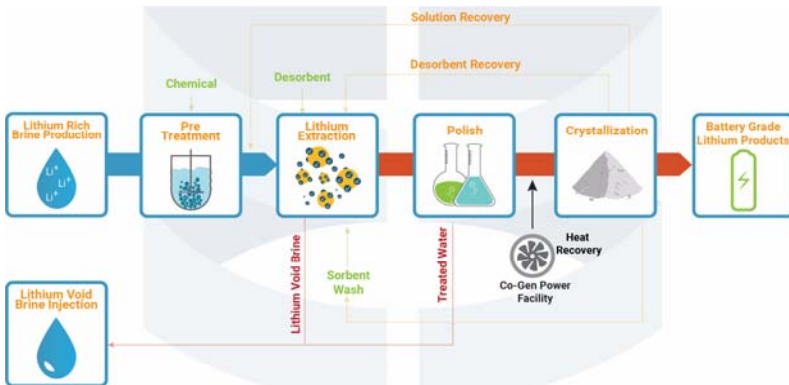 Solution Recovery
Desorbent Recovery
Chemical
Desorbent
Lithium Rich
Brine Production
Pre
Treatment
Lithium
Extraction
Polish
Crystallization
Battery Grade
Lithium Products
Li+
Li+
Li+
Lithium Void Brine
Sorbent
Wash
Treated Water
Heat
Recovery
Co-Gen Power
Facility
Lithium Void
Brine Injection